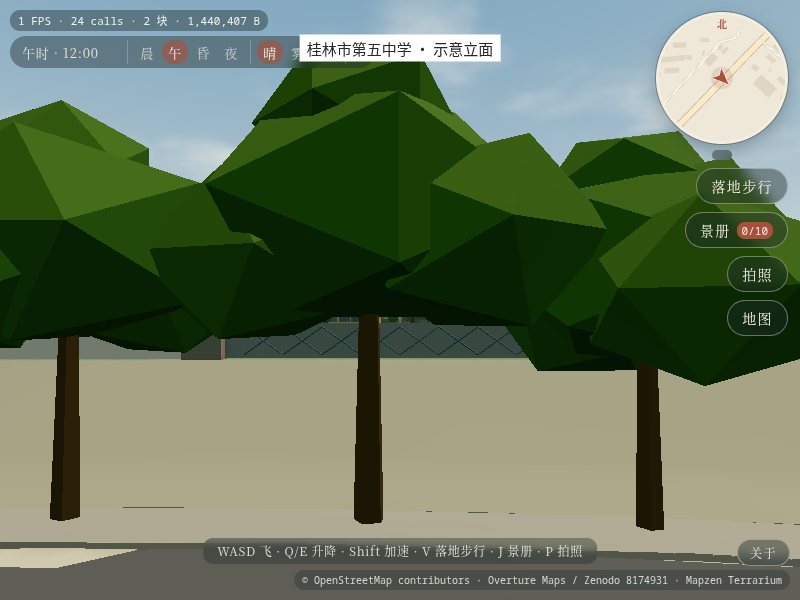 1 FPS · 24 calls · 2 块 · 1,440,407 B
午时 · 12:00 晨 午 昏 夜 晴
桂林市第五中学 · 示意立面
北
落地步行
景册 0/10
拍照
地图
WASD 飞 · Q/E 升降 · Shift 加速 · V 落地步行 · J 景册 · P 拍照
关于
© OpenStreetMap contributors · Overture Maps / Zenodo 8174931 · Mapzen Terrarium